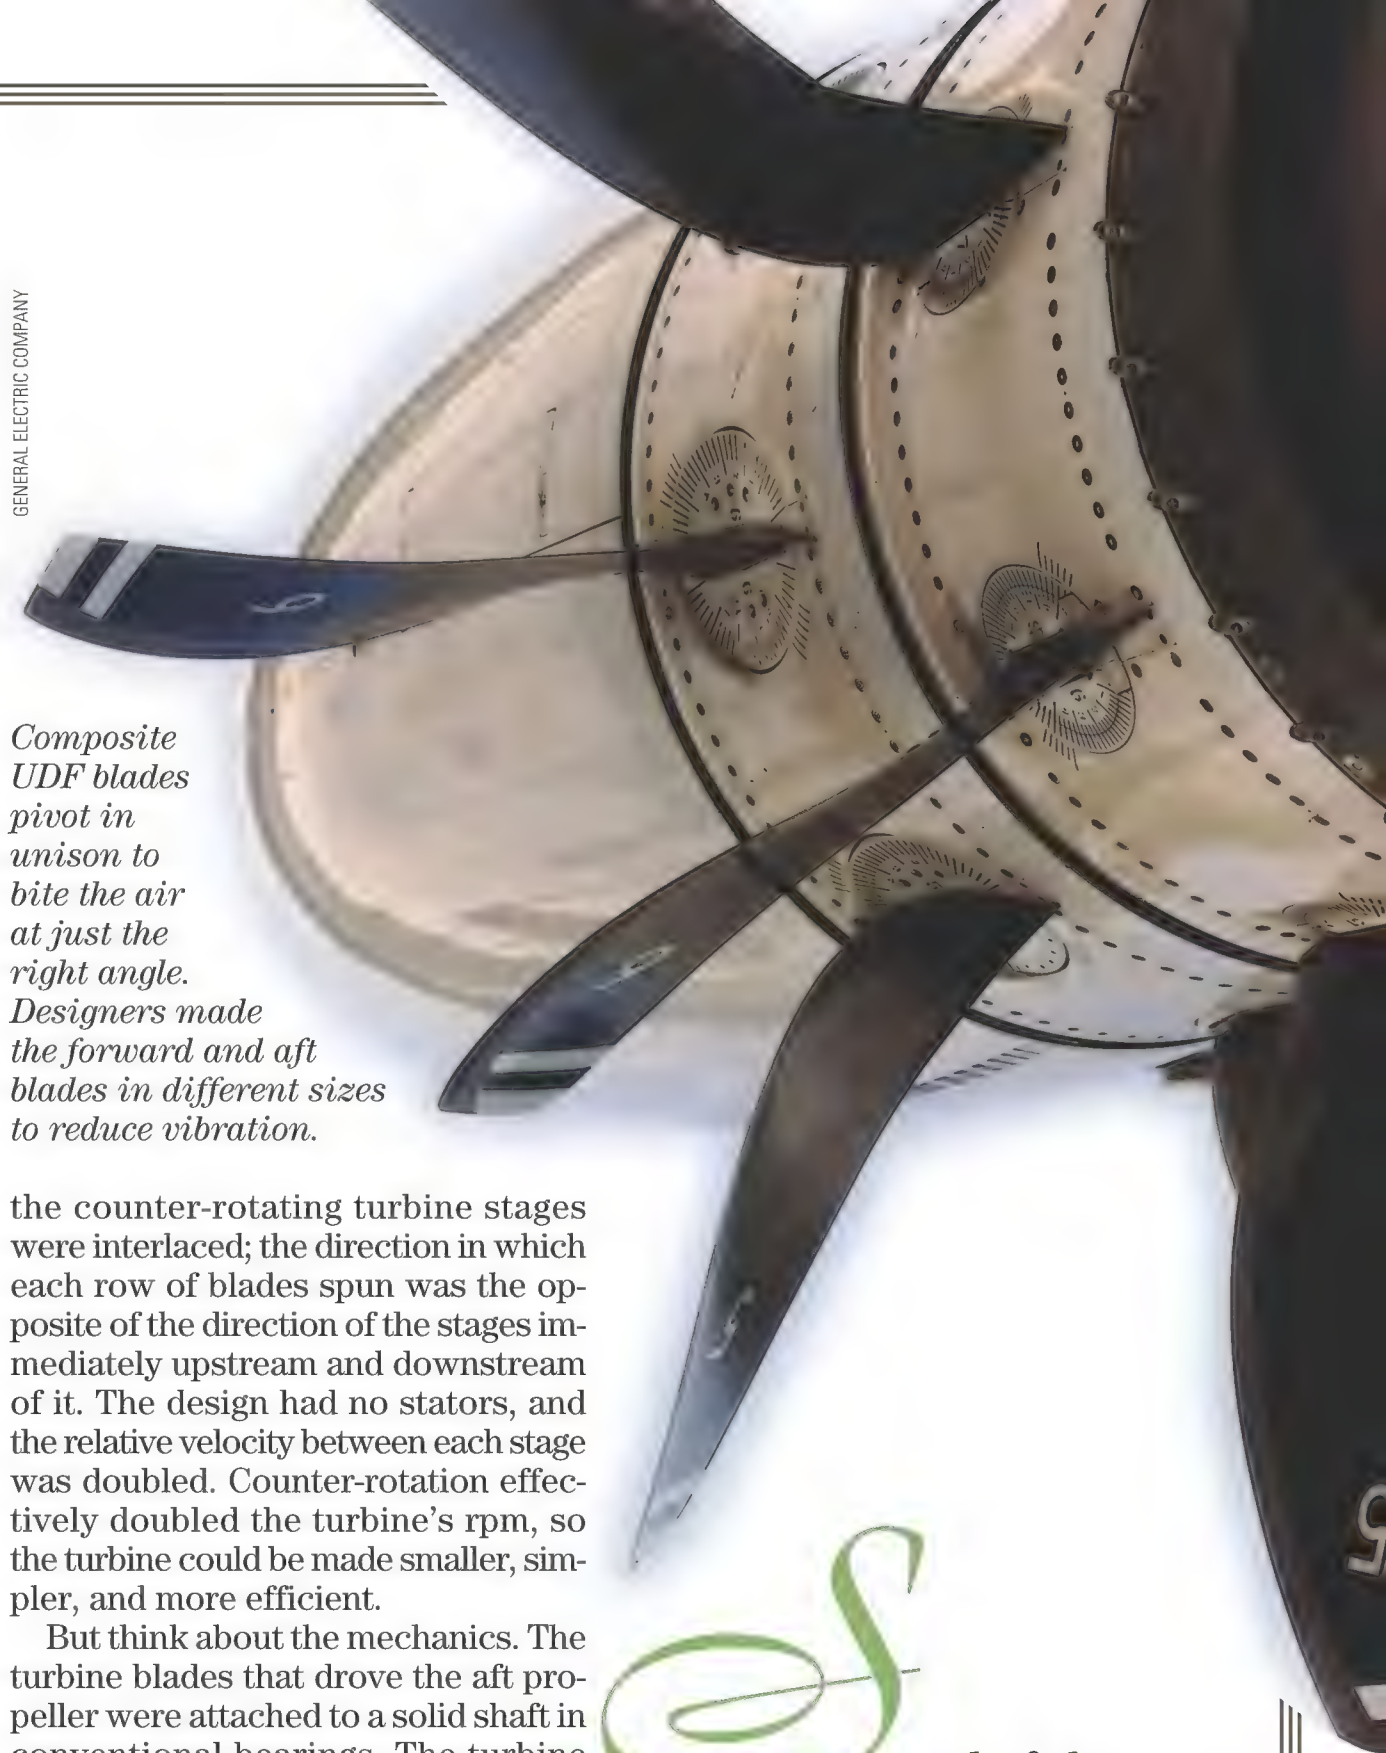 GENERAL ELECTRIC COMPANY
Composite
UDF blades
pivot in
unison to
bite the air
at just the
right angle.
Designers made
the forward and aft
blades in different sizes
to reduce vibration.
the counter-rotating turbine stages
were interlaced; the direction in which
each row of blades spun was the op-
posite of the direction of the stages im-
mediately upstream and downstream
of it. The design had no stators, and
the relative velocity between each stage
was doubled. Counter-rotation effec-
tively doubled the turbine's rpm, so
the turbine could be made smaller, sim-
pler, and more efficient.
But think about the mechanics. The
turbine blades that drove the aft pro-
peller were attached to a solid shaft in
conventional bearings. The turbine
S
5